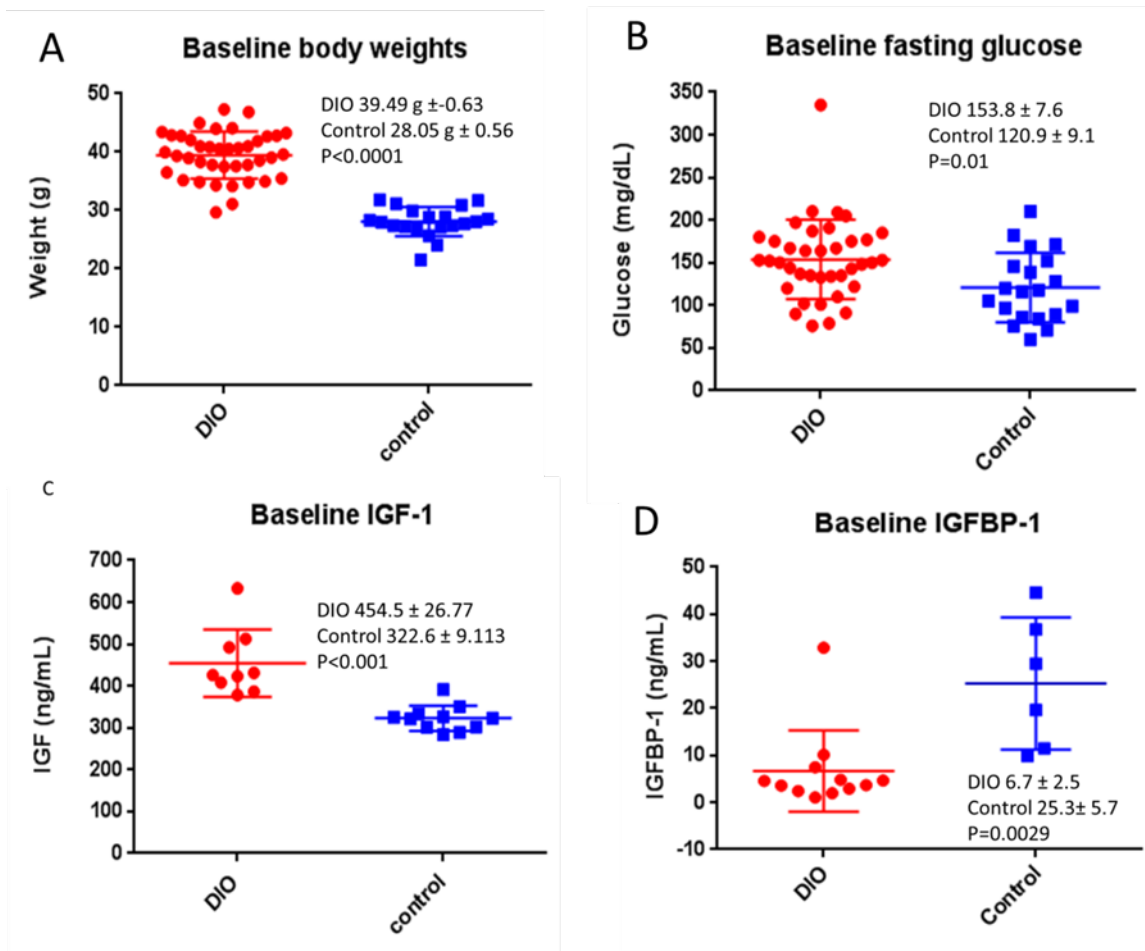 A
Baseline body weights
DIO 39.49 g ±-0.63
Control 28.05 g ± 0.56
P<0.0001
Weight (g)
50
40
30
20
10
0
DIO
control
B
Baseline fasting glucose
DIO 153.8 ± 7.6
Control 120.9 ± 9.1
P=0.01
Glucose (mg/dL)
350
300
250
200
150
100
50
0
DIO
Control
C
Baseline IGF-1
DIO 454.5 ± 26.77
Control 322.6 ± 9.113
P<0.001
IGF (ng/mL)
700
600
500
400
300
200
100
0
DIO
control
D
Baseline IGFBP-1
IGFBP-1 (ng/mL)
50
40
30
20
10
0
-10
DIO 6.7 ± 2.5
Control 25.3± 5.7
P=0.0029
DIO
Control